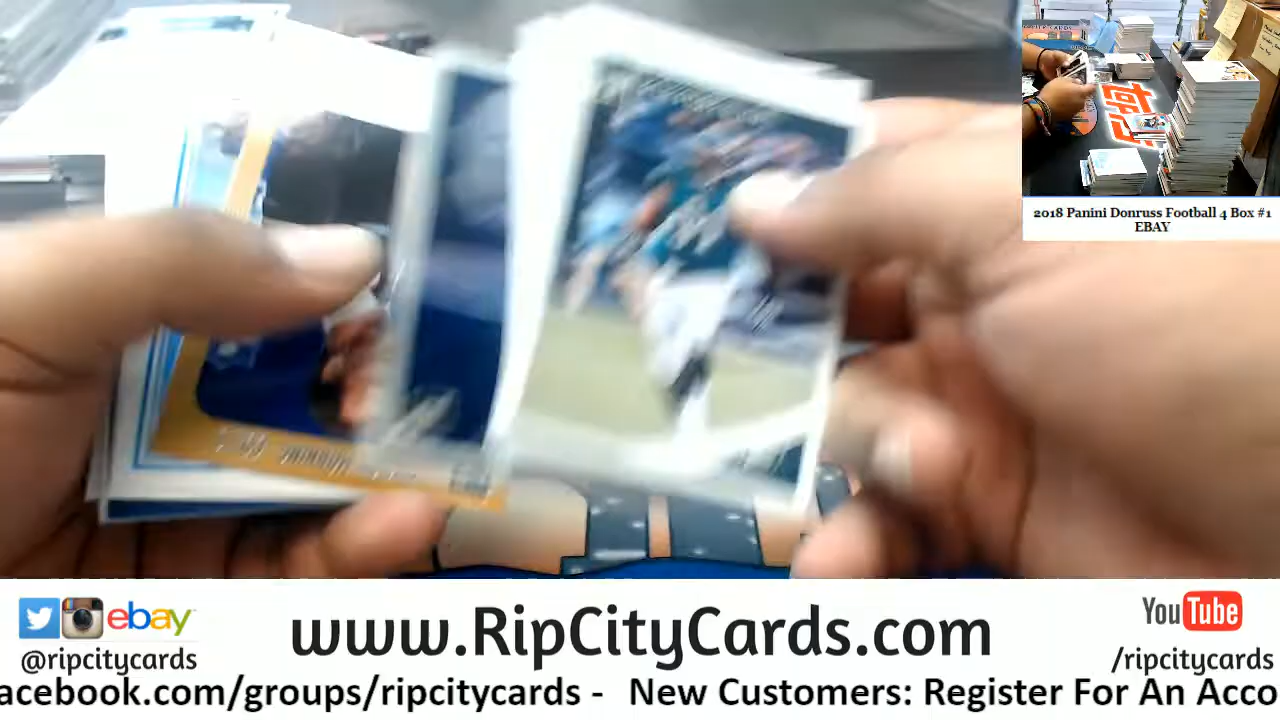 2018 Panini Donruss Football 4 Box #1
EBAY
ebay
@ripcitycards
www.RipCityCards.com
YouTube
/ripcitycards
acebook.com/groups/ripcitycards - New Customers: Register For An Acco